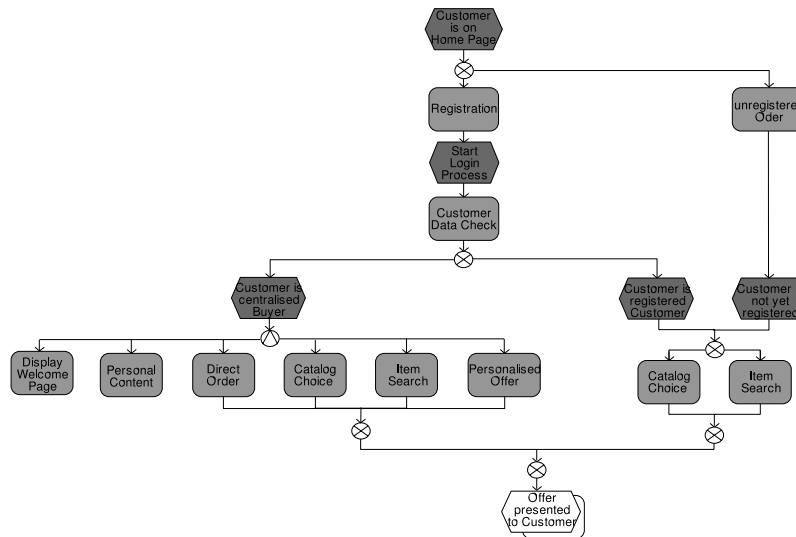 Customer
is on
Home Page
Registration
unregistere
Oder
Start
Login
Process
Customer
Data Check
Customer is
centralised
Buyer
Customer is
registered
Customer
Customer
not yet
registered
Display
Welcome
Page
Personal
Content
Direct
Order
Catalog
Choice
Item
Search
Personalised
Offer
Catalog
Choice
Item
Search
Offer
presented
to Customer